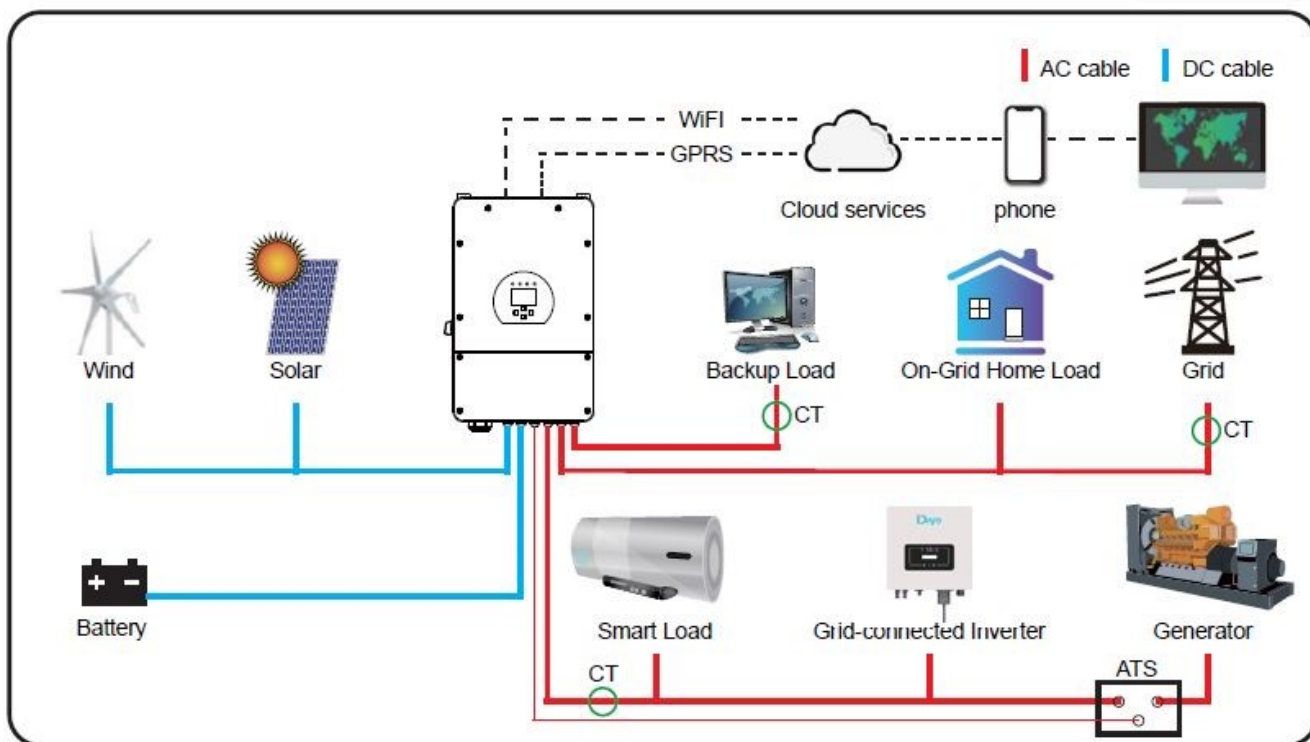 AC cable DC cable
WiFI
GPRS
Cloud services phone
Wind Solar Backup Load On-Grid Home Load Grid
CT CT
Battery Smart Load Grid-connected Inverter Generator
CT ATS